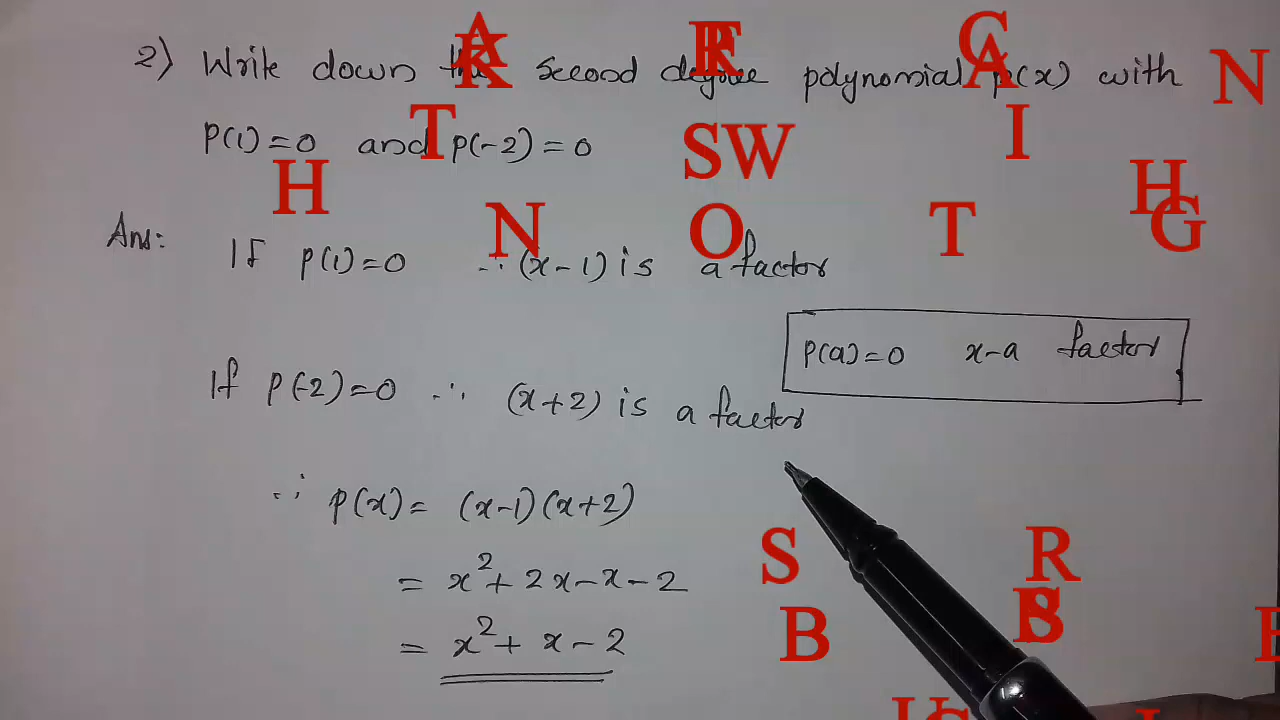 2) Write down the second degree polynomial p(x) with
P(1)=0 and p(-2)=0
Ans: If p(1)=0 ∴ (x-1) is a factor
p(a)=0 x-a factor
If p(-2)=0 ∴ (x+2) is a factor
∴ p(x) = (x-1)(x+2)
= x²+2x-x-2
= x²+x-2